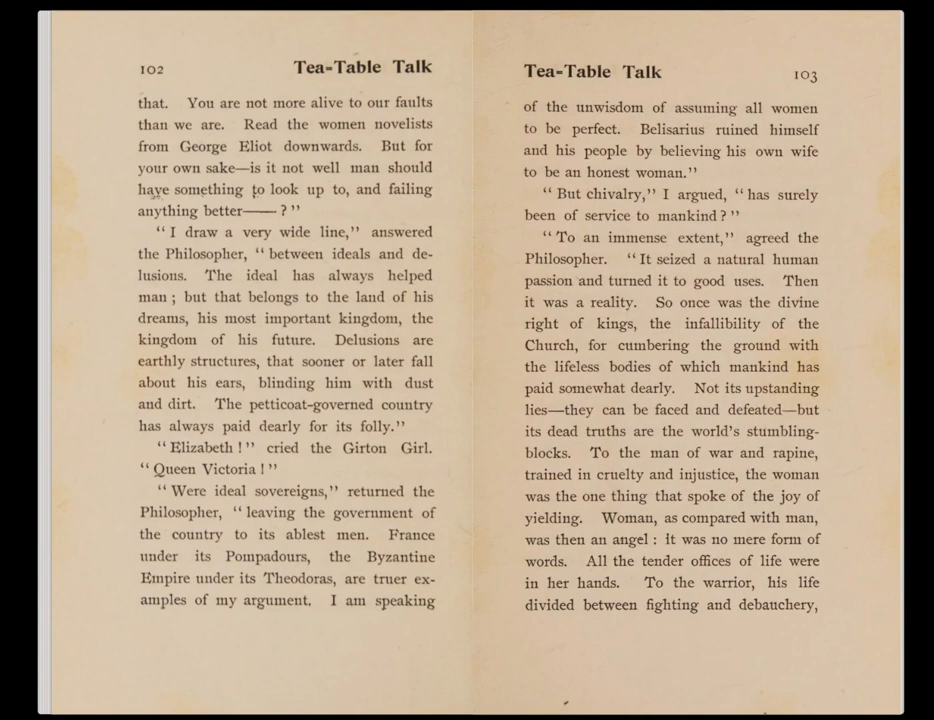 102
Tea-Table Talk
that. You are not more alive to our faults
than we are. Read the women novelists
from George Eliot downwards. But for
your own sake—is it not well man should
have something to look up to, and failing
anything better—— ? ”
“ I draw a very wide line,” answered
the Philosopher, “ between ideals and de-
lusions. The ideal has always helped
man ; but that belongs to the land of his
dreams, his most important kingdom, the
kingdom of his future. Delusions are
earthly structures, that sooner or later fall
about his ears, blinding him with dust
and dirt. The petticoat-governed country
has always paid dearly for its folly.”
“ Elizabeth ! ” cried the Girton Girl.
“ Queen Victoria ! ”
“ Were ideal sovereigns,” returned the
Philosopher, “ leaving the government of
the country to its ablest men. France
under its Pompadours, the Byzantine
Empire under its Theodoras, are truer ex-
amples of my argument. I am speaking
Tea-Table Talk
103
of the unwisdom of assuming all women
to be perfect. Belisarius ruined himself
and his people by believing his own wife
to be an honest woman.”
“ But chivalry,” I argued, “ has surely
been of service to mankind ? ”
“ To an immense extent,” agreed the
Philosopher. “ It seized a natural human
passion and turned it to good uses. Then
it was a reality. So once was the divine
right of kings, the infallibility of the
Church, for cumbering the ground with
the lifeless bodies of which mankind has
paid somewhat dearly. Not its upstanding
lies—they can be faced and defeated—but
its dead truths are the world’s stumbling-
blocks. To the man of war and rapine,
trained in cruelty and injustice, the woman
was the one thing that spoke of the joy of
yielding. Woman, as compared with man,
was then an angel : it was no mere form of
words. All the tender offices of life were
in her hands. To the warrior, his life
divided between fighting and debauchery,